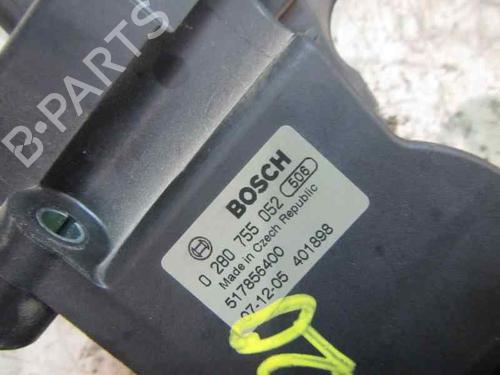 B-PARTS
BOSCH
0 280 755 052 506
Made in Czech Republic
517856400
07-12-05 401898